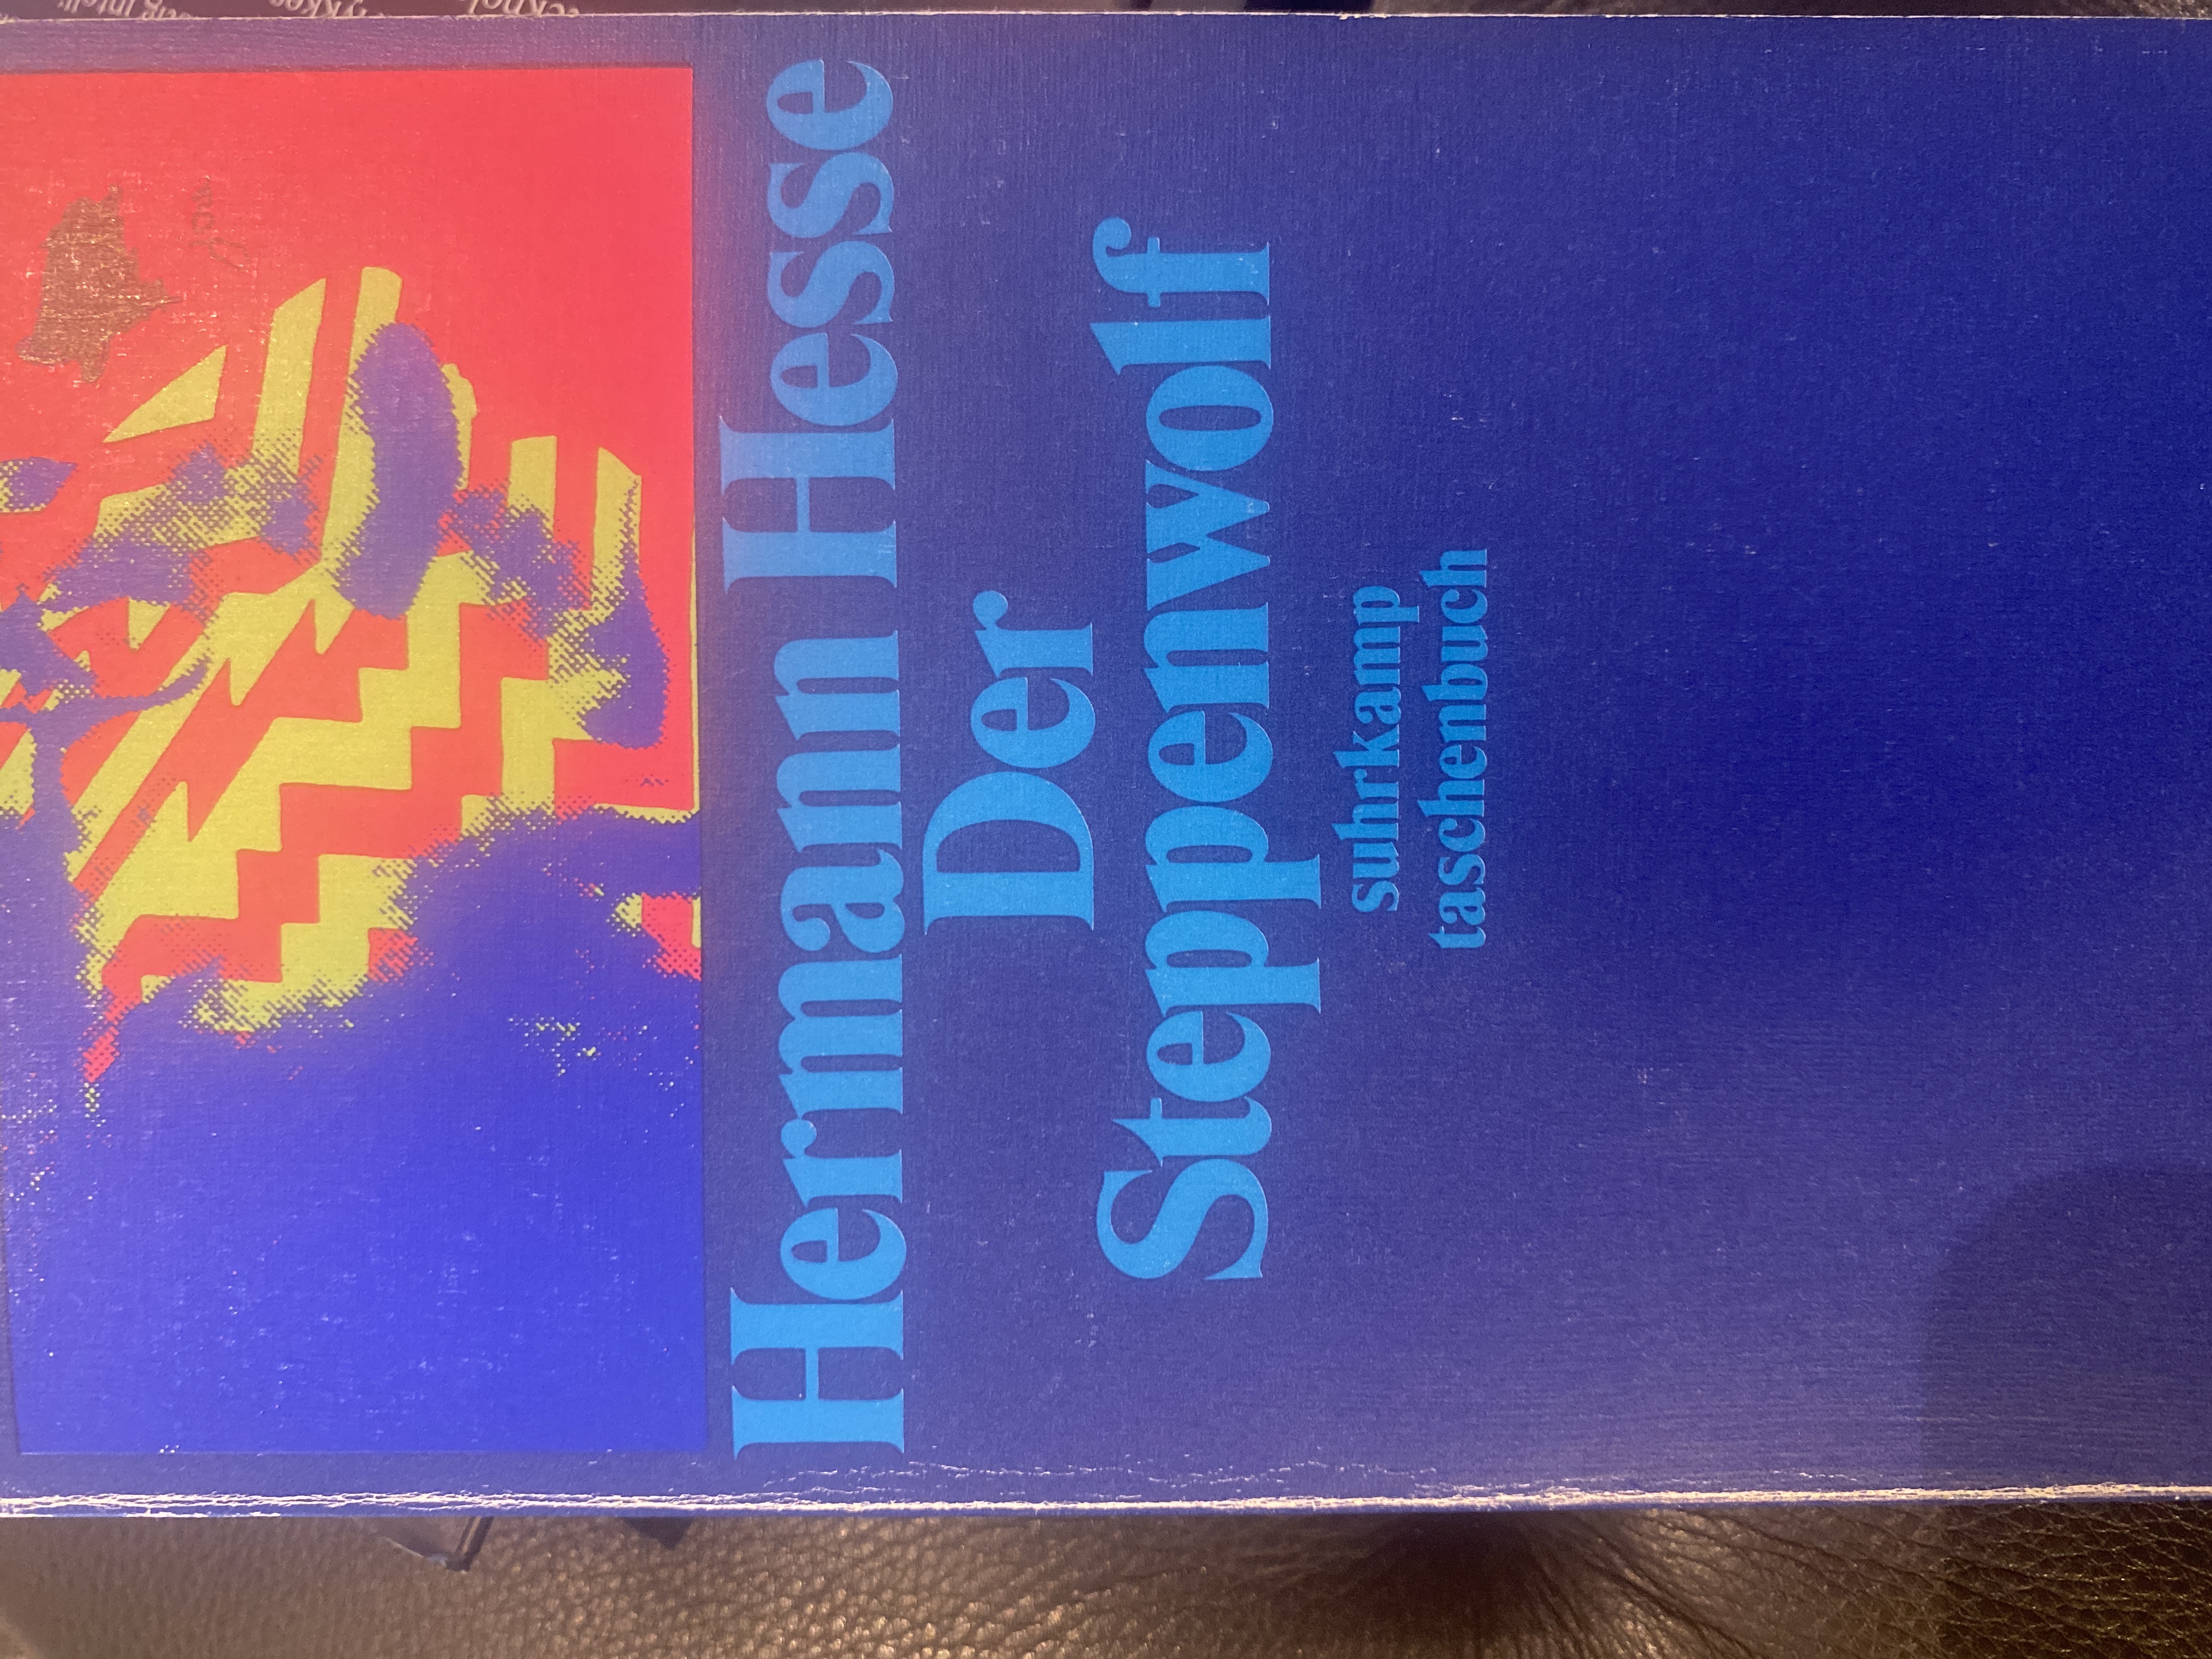 Hermann Hesse
Der
Steppenwolf
suhrkamp
taschenbuch